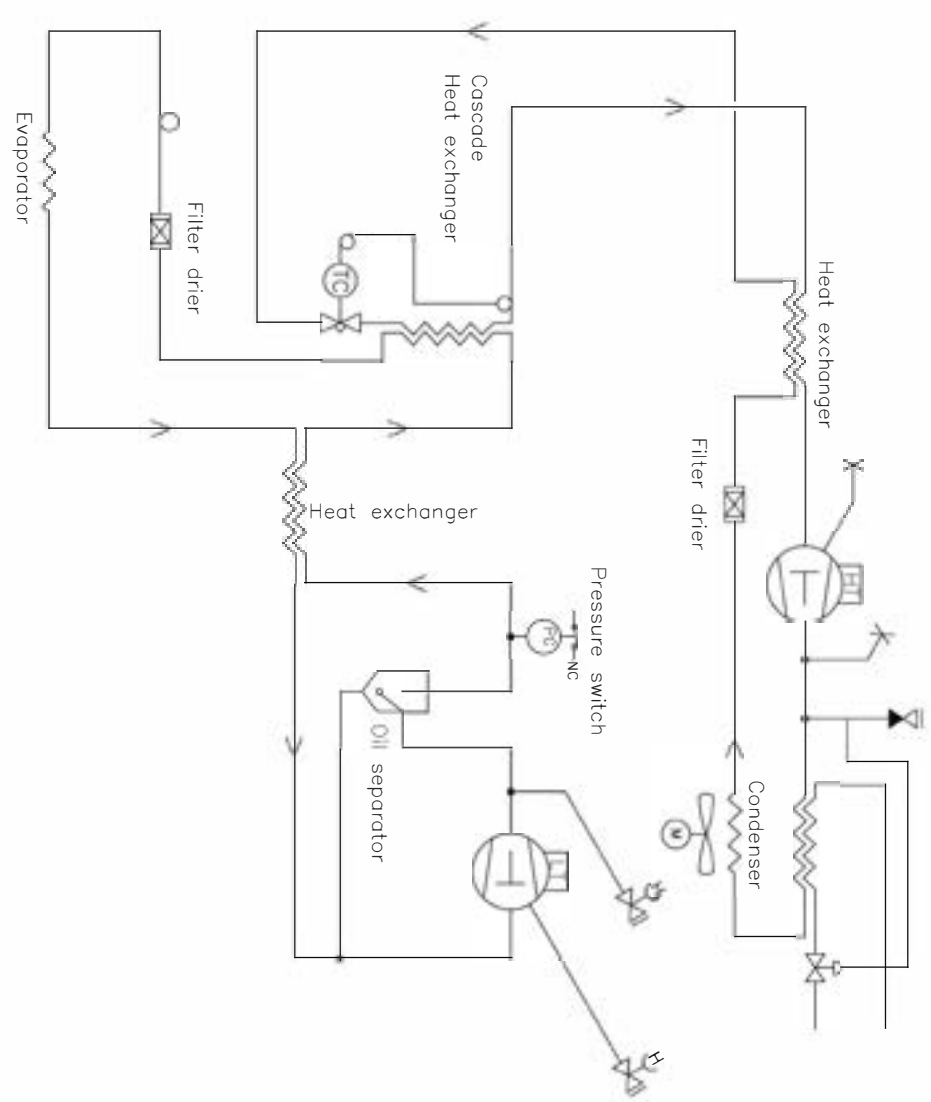 Cascade
Heat exchanger
Evaporator
Filter drier
TC
Heat exchanger
Filter drier
Heat exchanger
Pressure switch
PC
NC
Oil separator
Condenser
M
H